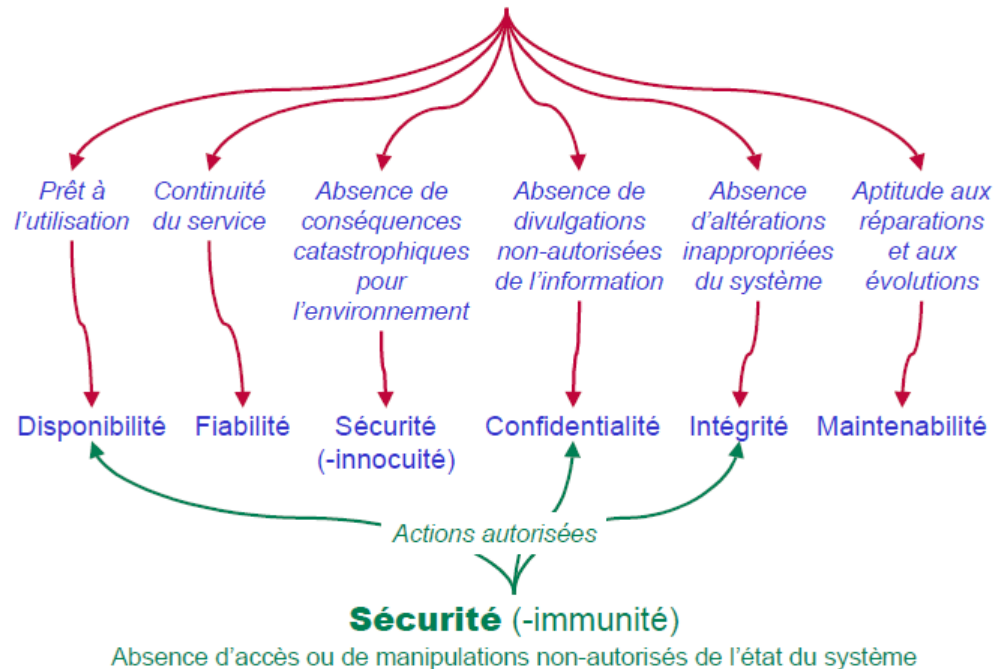 Prêt à
l'utilisation
Continuité
du service
Absence de
conséquences
catastrophiques
pour
l'environnement
Absence de
divulgations
non-autorisées
de l'information
Absence
d'altérations
inappropriées
du système
Aptitude aux
réparations
et aux
évolutions
Disponibilité
Fiabilité
Sécurité
(-innocuité)
Confidentialité
Intégrité
Maintenabilité
Actions autorisées
Sécurité (-immunité)
Absence d'accès ou de manipulations non-autorisés de l'état du système